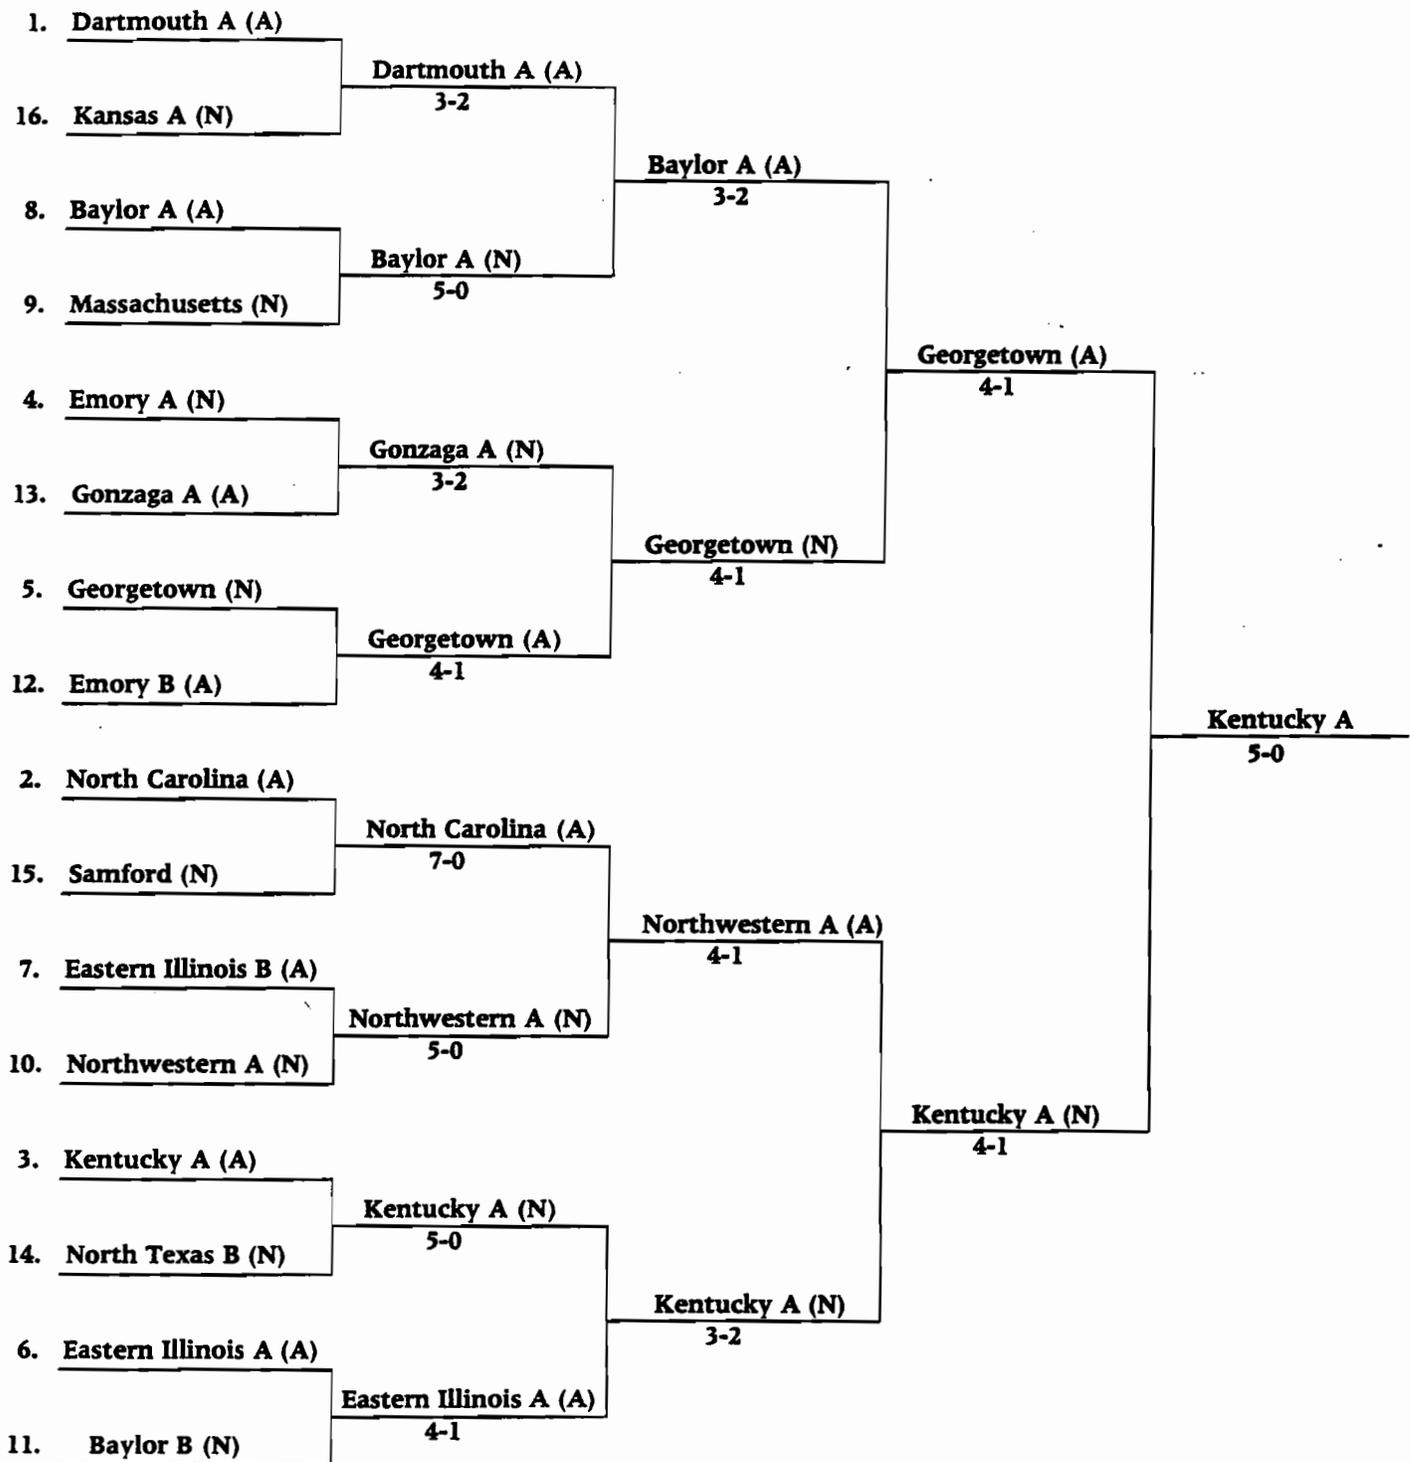 1. Dartmouth A (A)
Dartmouth A (A)
3-2
16. Kansas A (N)
Baylor A (A)
3-2
8. Baylor A (A)
Baylor A (N)
5-0
9. Massachusetts (N)
Georgetown (A)
4-1
4. Emory A (N)
Gonzaga A (N)
3-2
13. Gonzaga A (A)
Georgetown (N)
4-1
5. Georgetown (N)
Georgetown (A)
4-1
12. Emory B (A)
Kentucky A
5-0
2. North Carolina (A)
North Carolina (A)
7-0
15. Samford (N)
Northwestern A (A)
4-1
7. Eastern Illinois B (A)
Northwestern A (N)
5-0
10. Northwestern A (N)
Kentucky A (N)
4-1
3. Kentucky A (A)
Kentucky A (N)
5-0
14. North Texas B (N)
Kentucky A (N)
3-2
6. Eastern Illinois A (A)
Eastern Illinois A (A)
4-1
11. Baylor B (N)